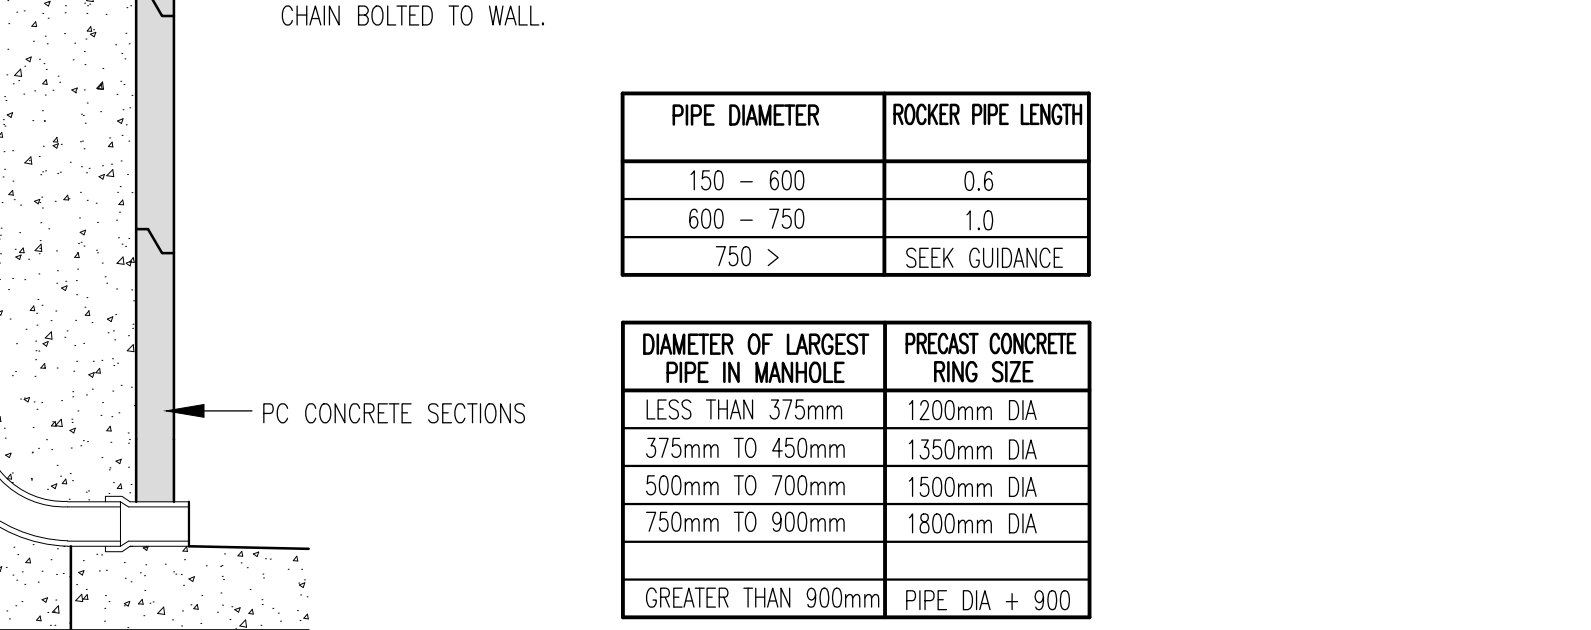 CHAIN BOLTED TO WALL.
PIPE DIAMETER ROCKER PIPE LENGTH
150 – 600 0.6
600 – 750 1.0
750 > SEEK GUIDANCE
DIAMETER OF LARGEST PIPE IN MANHOLE PRECAST CONCRETE RING SIZE
LESS THAN 375mm 1200mm DIA
375mm TO 450mm 1350mm DIA
500mm TO 700mm 1500mm DIA
750mm TO 900mm 1800mm DIA
GREATER THAN 900mm PIPE DIA + 900
PC CONCRETE SECTIONS